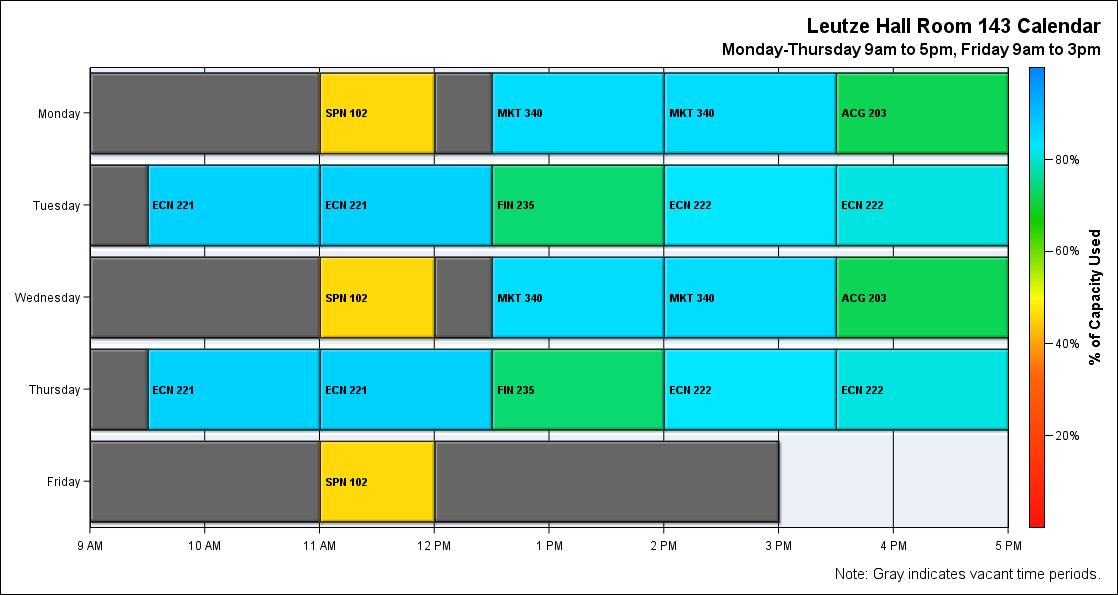 Leutze Hall Room 143 Calendar
Monday-Thursday 9am to 5pm, Friday 9am to 3pm
Monday
SPN 102
MKT 340
MKT 340
ACG 203
Tuesday
ECN 221
ECN 221
FIN 235
ECN 222
ECN 222
Wednesday
SPN 102
MKT 340
MKT 340
ACG 203
Thursday
ECN 221
ECN 221
FIN 235
ECN 222
ECN 222
Friday
SPN 102
9 AM
10 AM
11 AM
12 PM
1 PM
2 PM
3 PM
4 PM
5 PM
80%
60%
40%
20%
% of Capacity Used
Note: Gray indicates vacant time periods.